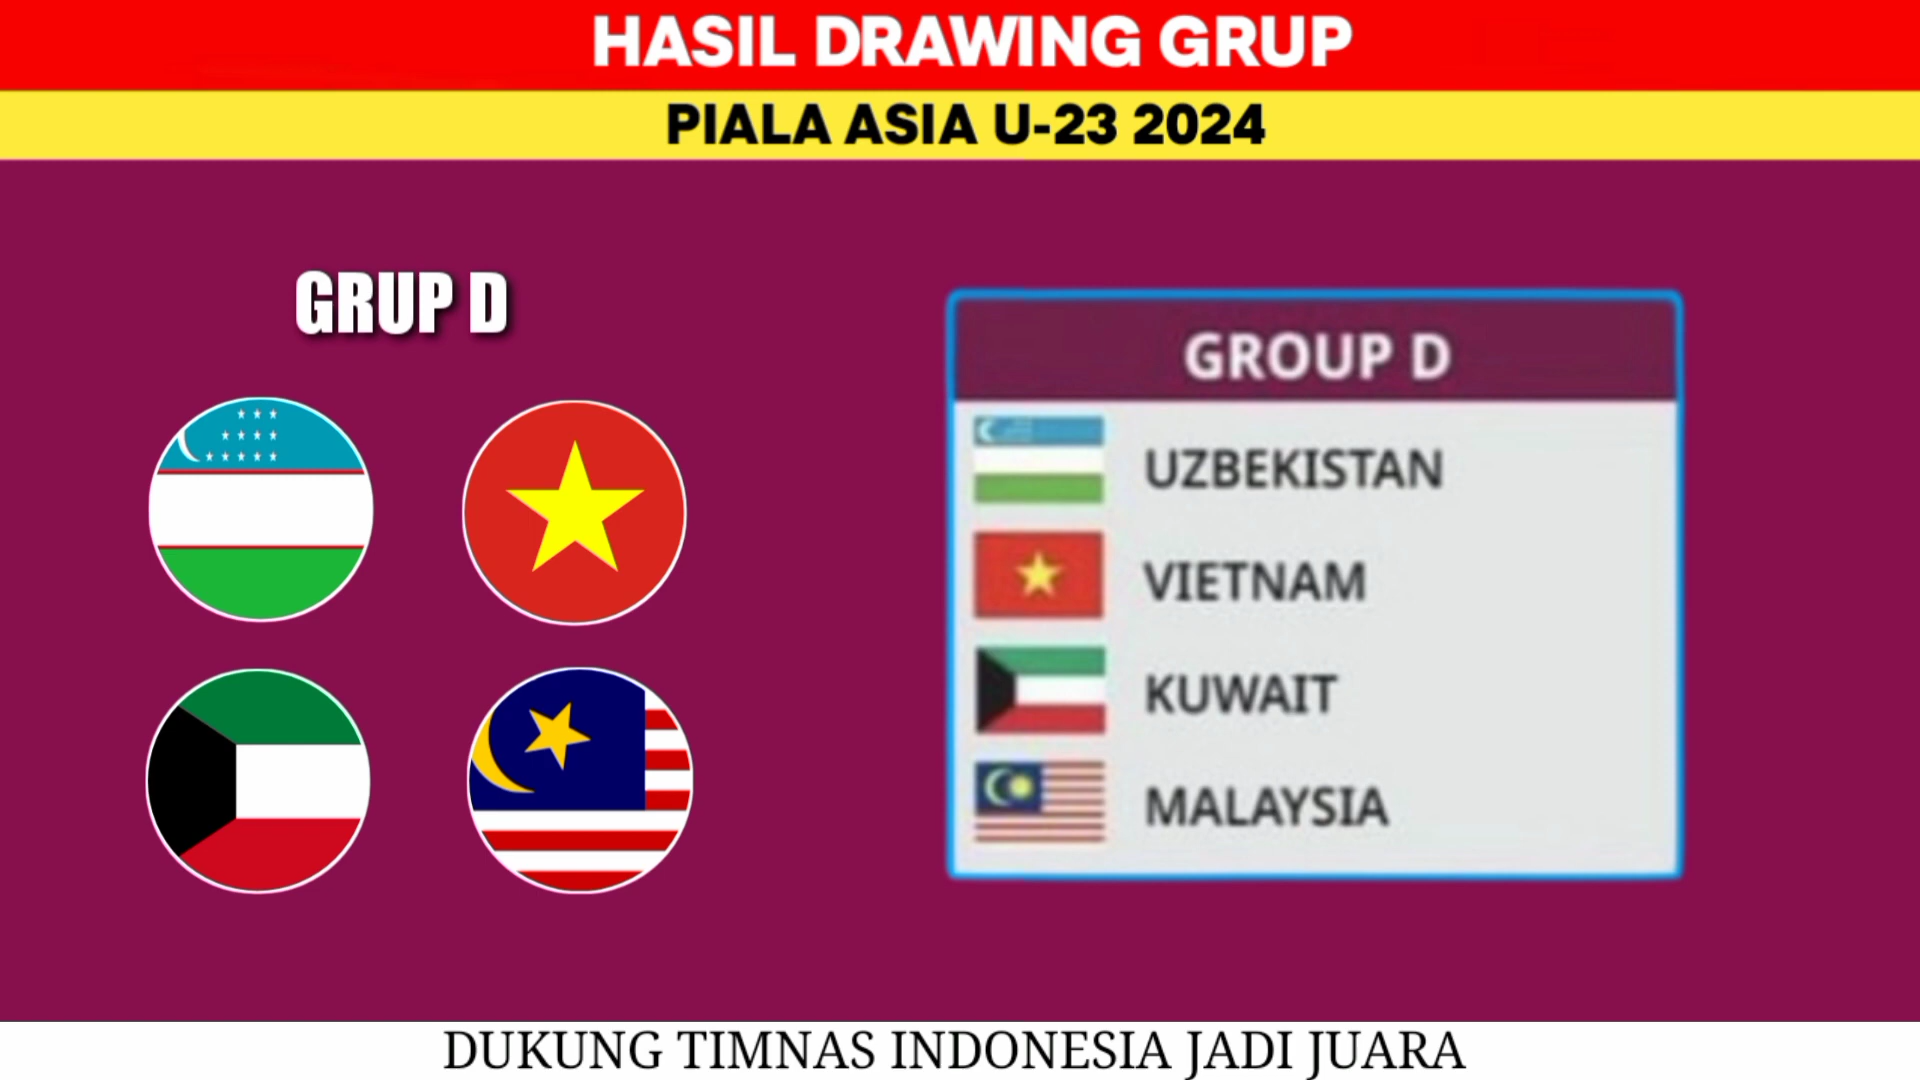 HASIL DRAWING GRUP
PIALA ASIA U-23 2024
GRUP D
GROUP D
UZBEKISTAN
VIETNAM
KUWAIT
MALAYSIA
DUKUNG TIMNAS INDONESIA JADI JUARA